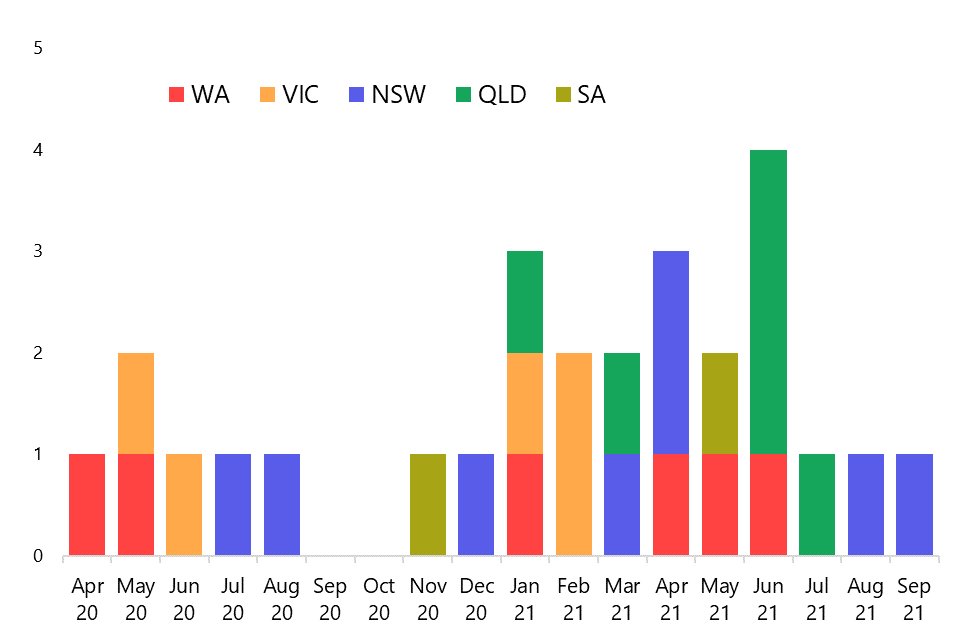 5
WA VIC NSW QLD SA
4
3
2
1
0
Apr May Jun Jul Aug Sep Oct Nov Dec Jan Feb Mar Apr May Jun Jul Aug Sep
20 20 20 20 20 20 20 20 20 21 21 21 21 21 21 21 21 21